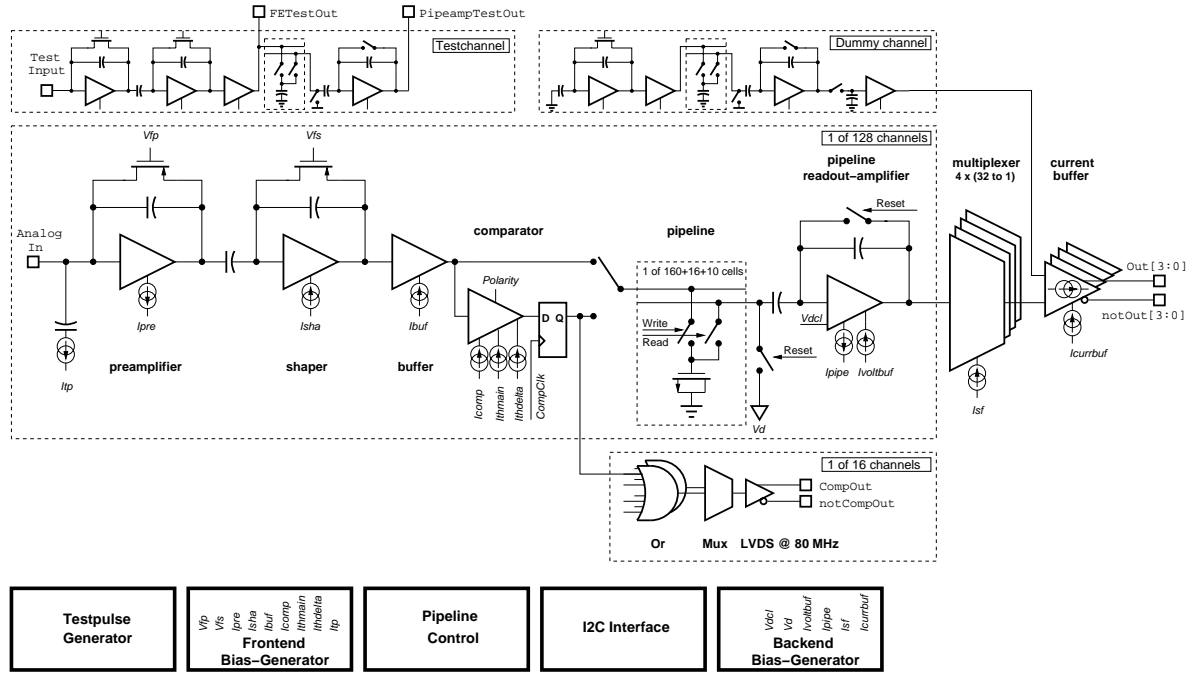 FETestOut
PipeampTestOut
Testchannel
Dummy channel
Test
Input
1 of 128 channels
Vfp
Vfs
pipeline
readout−amplifier
multiplexer
4 x (32 to 1)
current
buffer
Reset
Analog
In
comparator
pipeline
1 of 160+16+10 cells
Out[3:0]
notOut[3:0]
Polarity
D Q
Write
Read
Vdcl
Reset
Ipre
Isha
Ibuf
Ipipe
Ivoltbuf
Icurrbuf
preamplifier
shaper
buffer
Itp
Icomp
Ithmain
Ithdelta
CompClk
Vd
Isf
1 of 16 channels
CompOut
notCompOut
Or
Mux
LVDS @ 80 MHz
Testpulse
Generator
Vfp
Vfs
Ipre
Isha
Ibuf
Icomp
Ithmain
Ithdelta
Itp
Frontend
Bias−Generator
Pipeline
Control
I2C Interface
Vdcl
Vd
Ivoltbuf
Ipipe
Isf
Icurrbuf
Backend
Bias−Generator